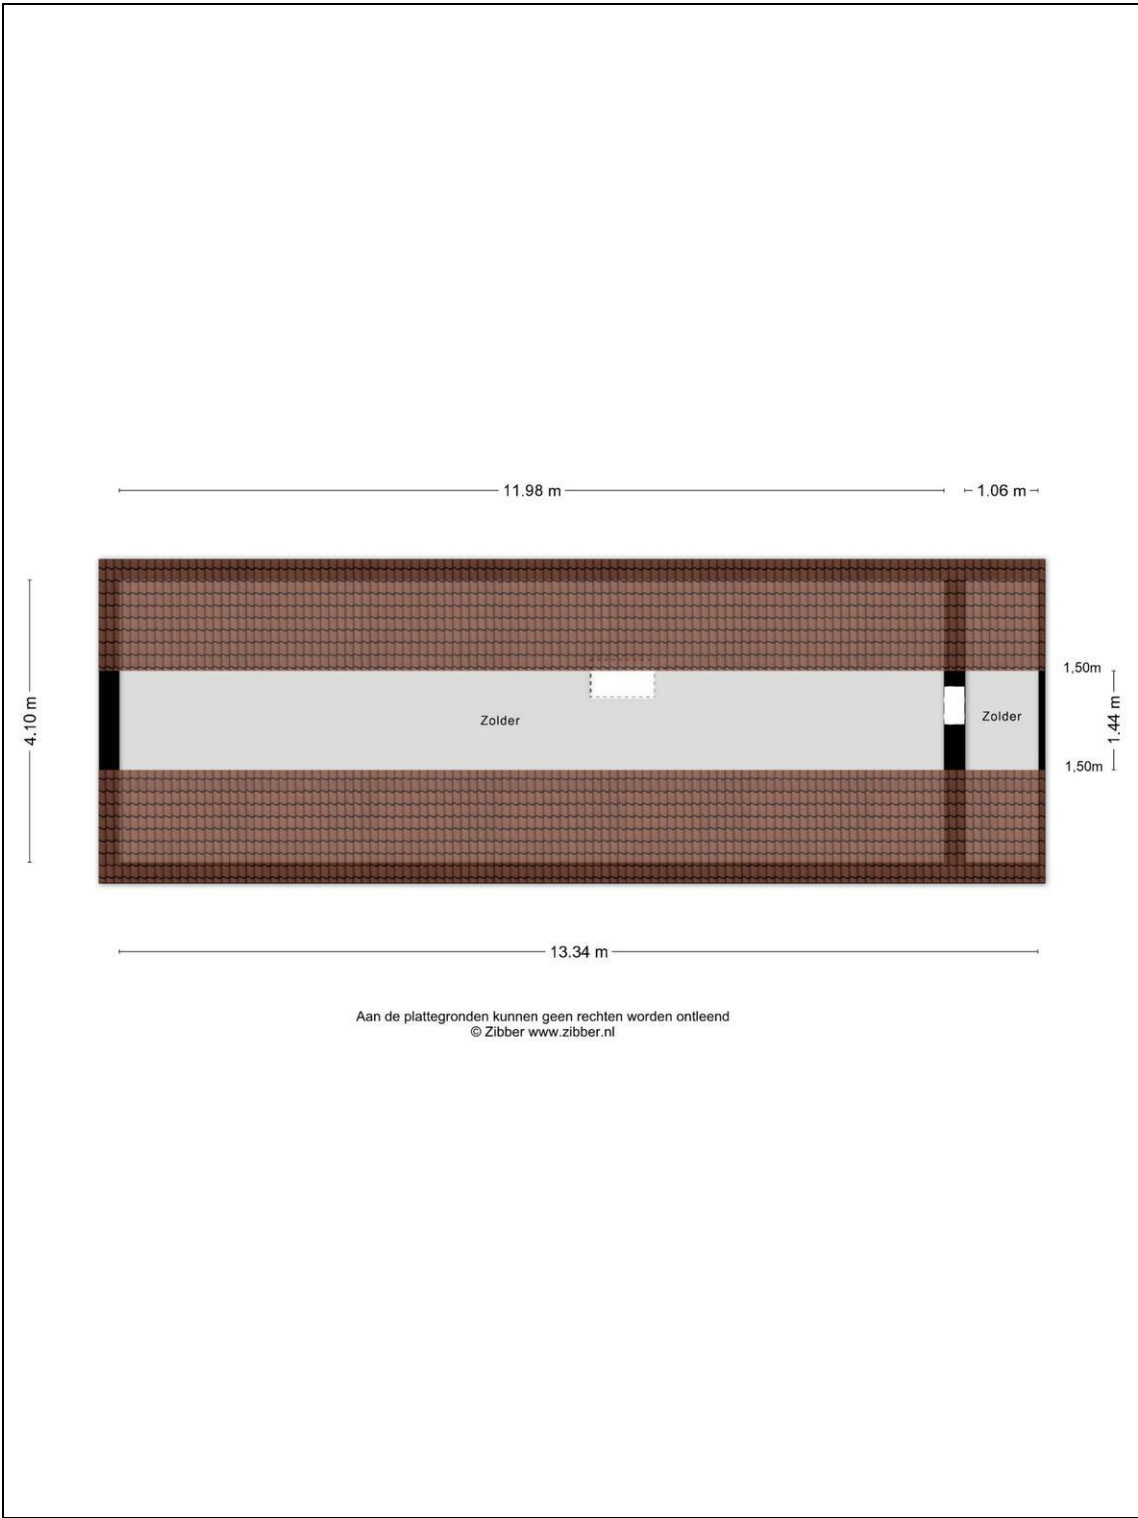 11.98 m
1.06 m
4.10 m
1,50m
Zolder
Zolder
1.44 m
1,50m
13.34 m
Aan de plattegronden kunnen geen rechten worden ontleend
© Zibber www.zibber.nl